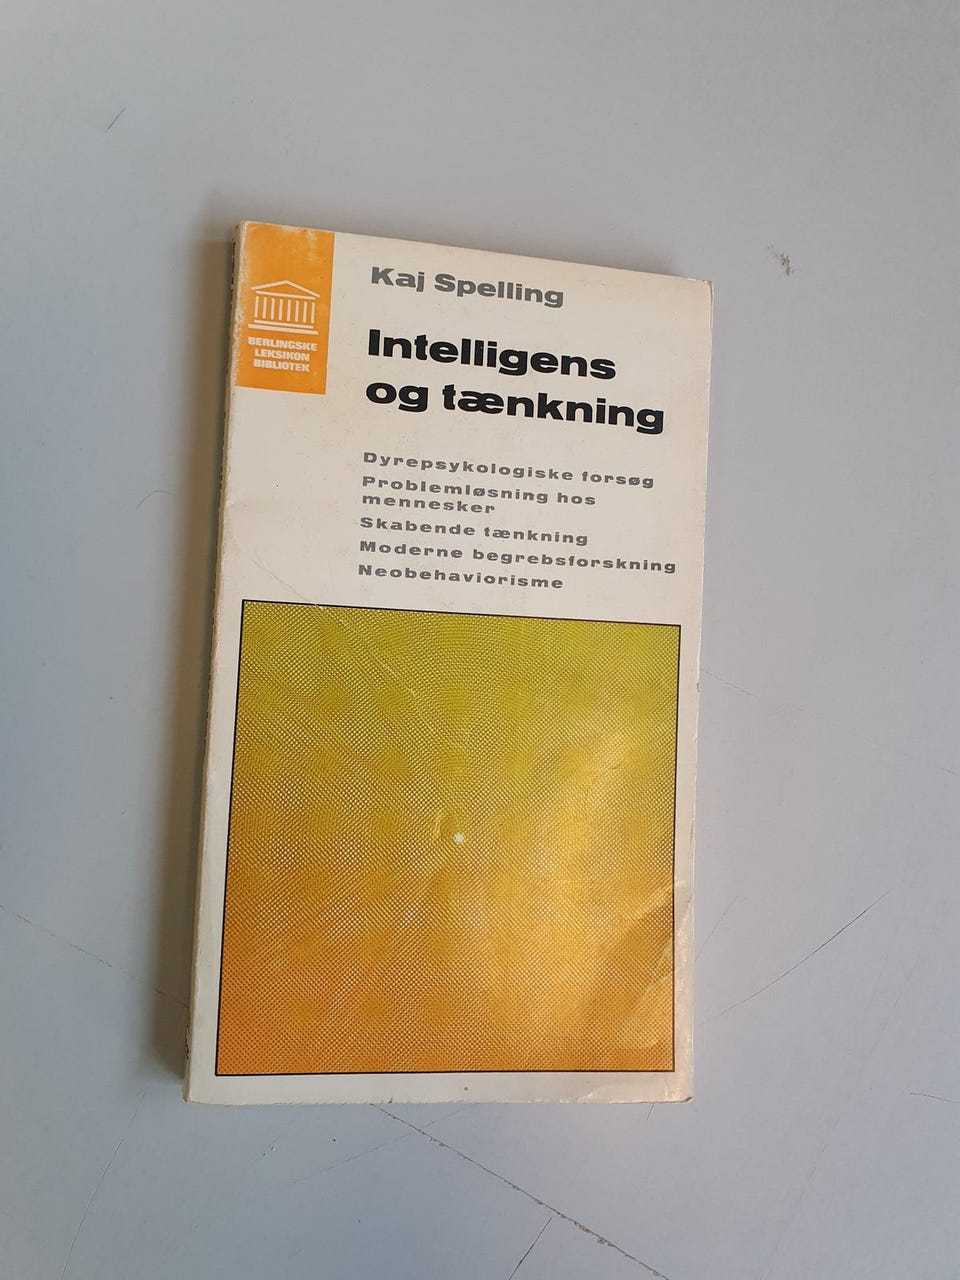 Kaj Spelling
Intelligens
og tænkning
BERLINGSKE
LEKSIKON
BIBLIOTEK
Dyrepsykologiske forsøg
Problemløsning hos
mennesker
Skabende tænkning
Moderne begrebsforskning
Neobehaviorisme